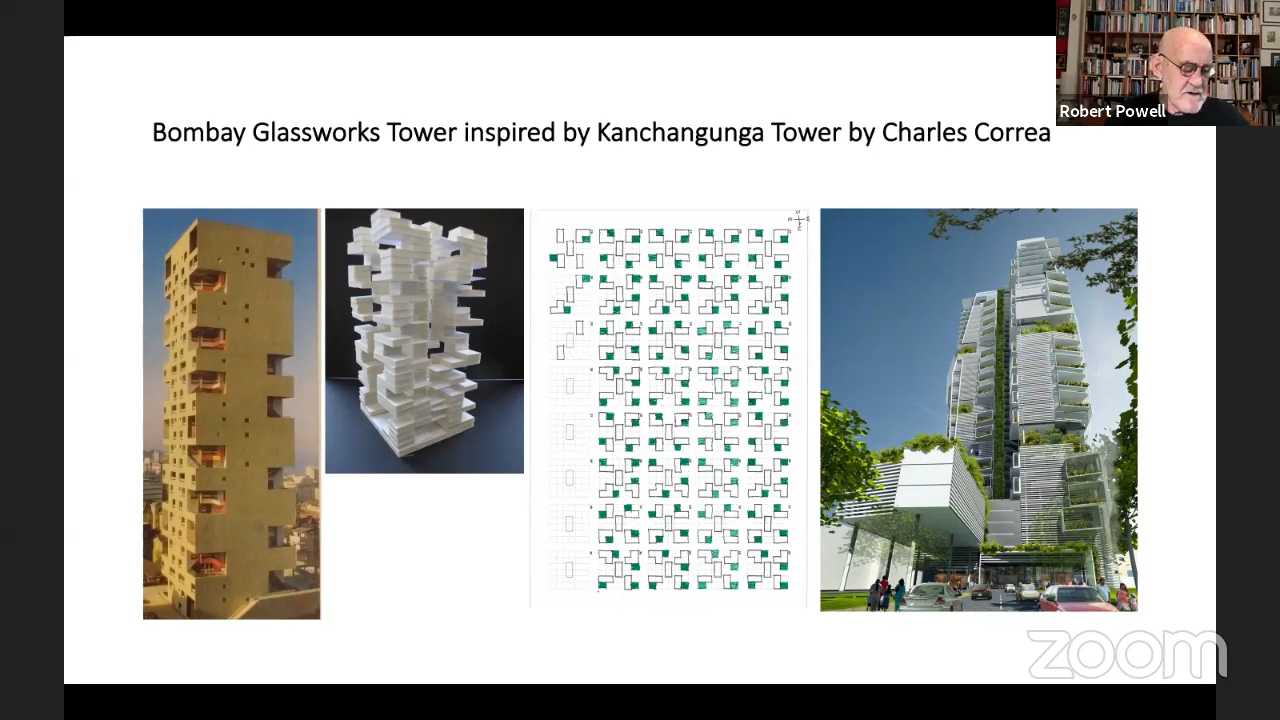 Robert Powell
Bombay Glassworks Tower inspired by Kanchangunga Tower by Charles Correa
zoom